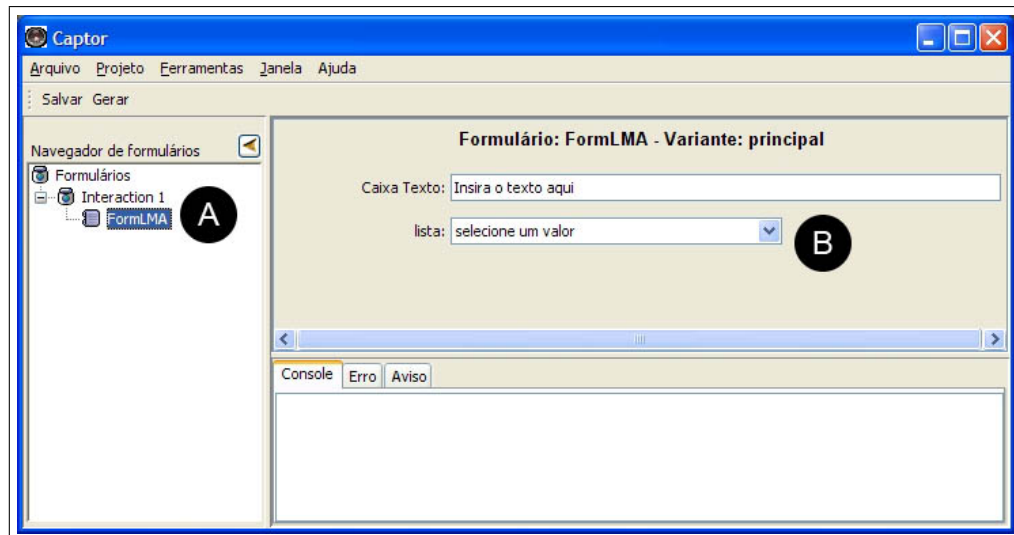 Captor
Arquivo Projeto Ferramentas Janela Ajuda
Salvar Gerar
Navegador de formulários
Formulários
Interaction 1
FormLMA
A
Formulário: FormLMA - Variante: principal
Caixa Texto: Insira o texto aqui
lista: selecione um valor
B
Console Erro Aviso